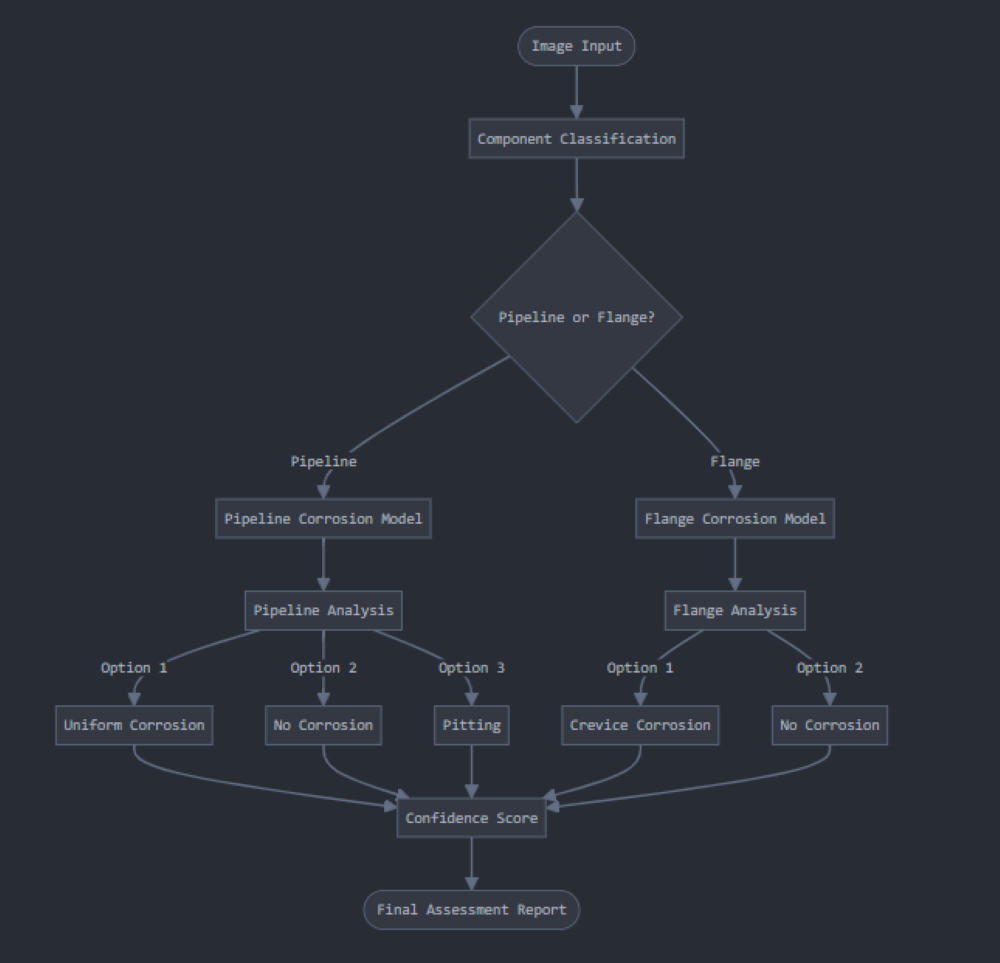 Image Input
Component Classification
Pipeline or Flange?
Pipeline
Flange
Pipeline Corrosion Model
Flange Corrosion Model
Pipeline Analysis
Flange Analysis
Option 1
Option 2
Option 3
Option 1
Option 2
Uniform Corrosion
No Corrosion
Pitting
Crevice Corrosion
No Corrosion
Confidence Score
Final Assessment Report